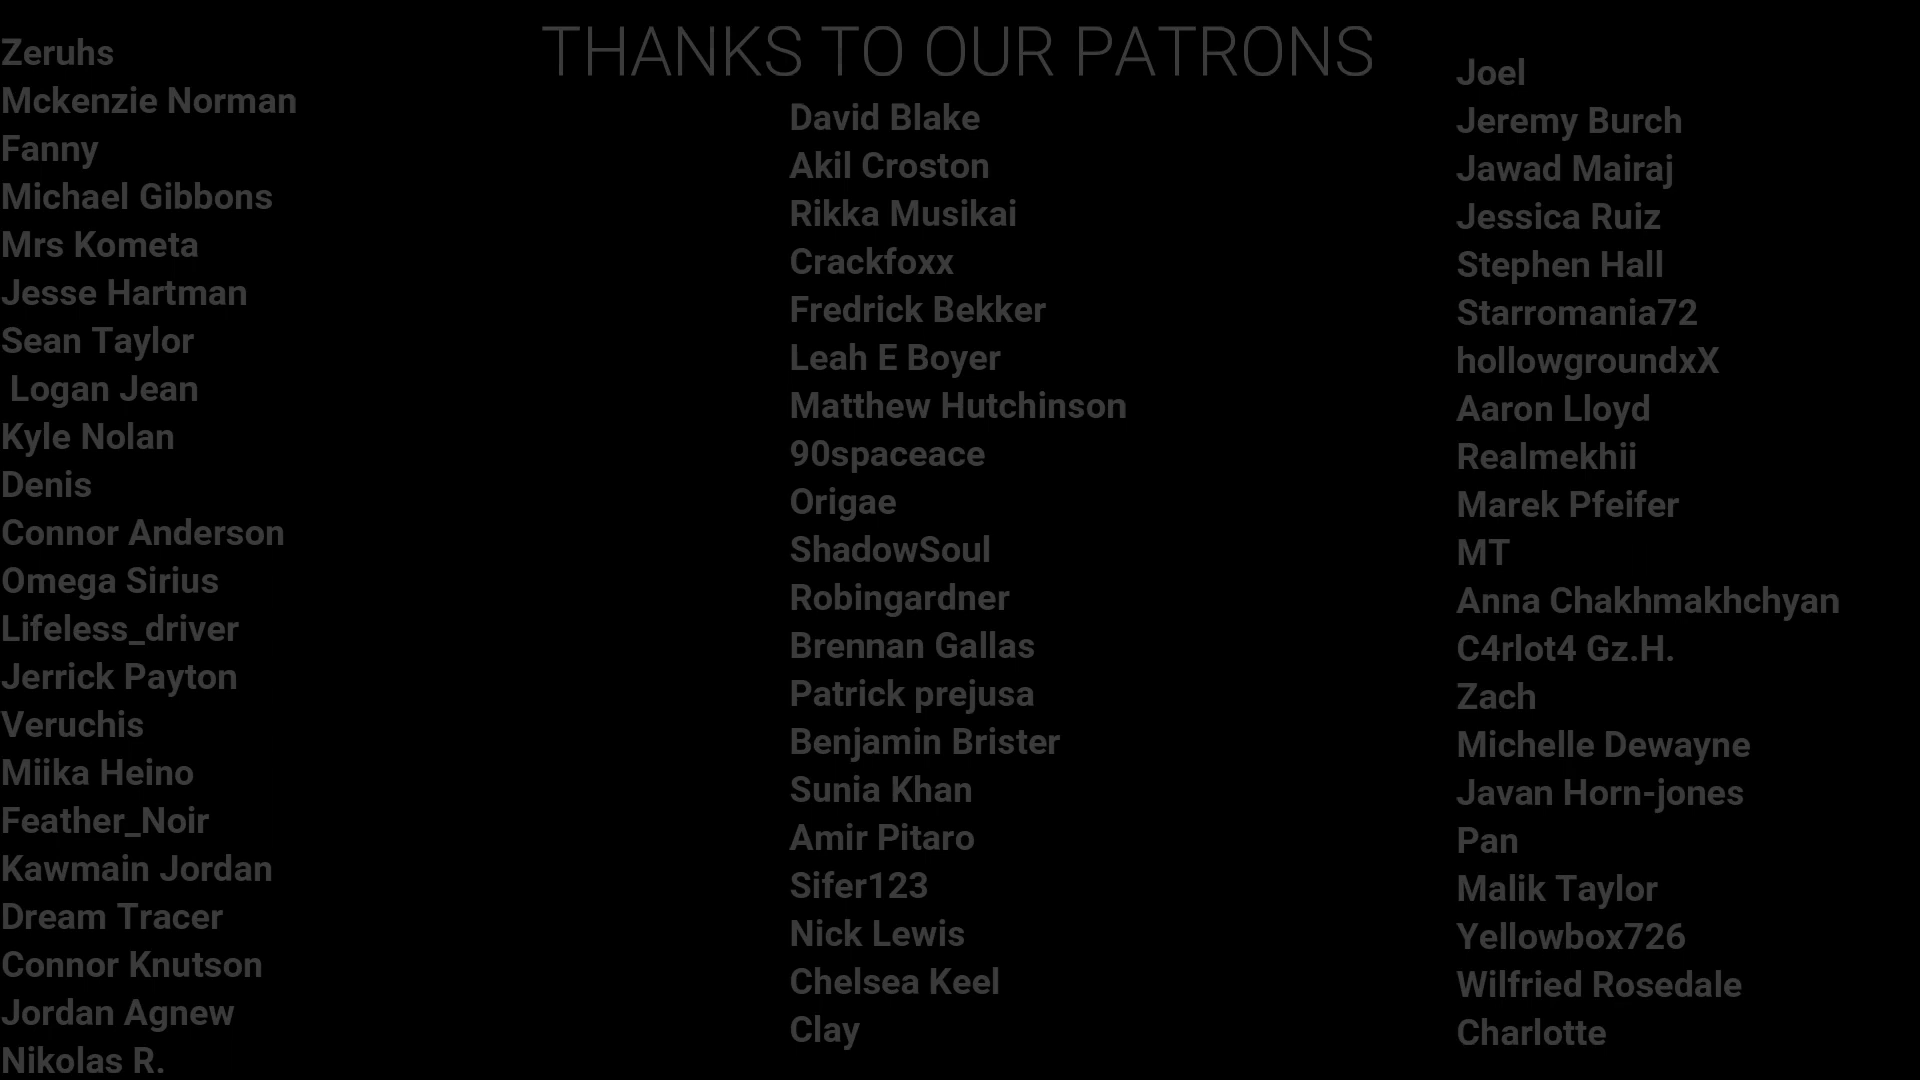 THANKS TO OUR PATRONS
Zeruhs
Mckenzie Norman
Fanny
Michael Gibbons
Mrs Kometa
Jesse Hartman
Sean Taylor
Logan Jean
Kyle Nolan
Denis
Connor Anderson
Omega Sirius
Lifeless_driver
Jerrick Payton
Veruchis
Miika Heino
Feather_Noir
Kawmain Jordan
Dream Tracer
Connor Knutson
Jordan Agnew
Nikolas R.
David Blake
Akil Croston
Rikka Musikai
Crackfoxx
Fredrick Bekker
Leah E Boyer
Matthew Hutchinson
90spaceace
Origae
ShadowSoul
Robingardner
Brennan Gallas
Patrick prejusa
Benjamin Brister
Sunia Khan
Amir Pitaro
Sifer123
Nick Lewis
Chelsea Keel
Clay
Joel
Jeremy Burch
Jawad Mairaj
Jessica Ruiz
Stephen Hall
Starromania72
hollowgroundxX
Aaron Lloyd
Realmekhii
Marek Pfeifer
MT
Anna Chakhmakhchyan
C4rlot4 Gz.H.
Zach
Michelle Dewayne
Javan Horn-jones
Pan
Malik Taylor
Yellowbox726
Wilfried Rosedale
Charlotte